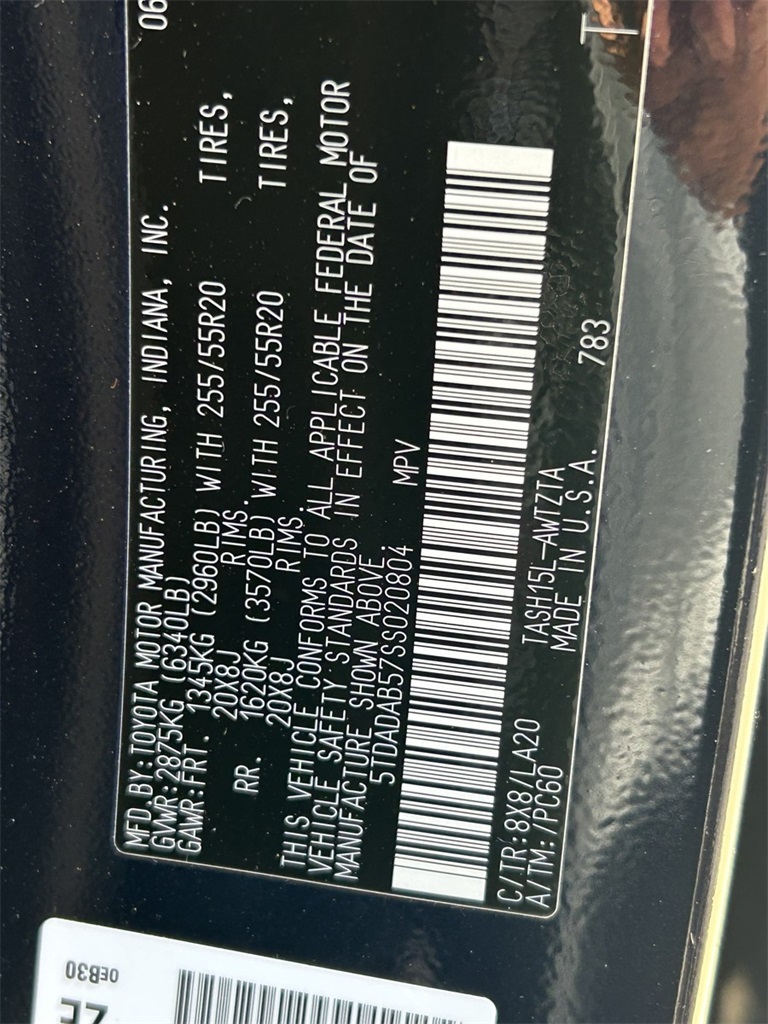 MFD.BY:TOYOTA MOTOR MANUFACTURING, INDIANA, INC. 06
GVWR:2875KG (6340LB)
GAWR:FRT. 1345KG (2960LB) WITH 255/55R20 TIRES,
20X8J RIMS.
RR. 1620KG (3570LB) WITH 255/55R20 TIRES,
20X8J RIMS.
THIS VEHICLE CONFORMS TO ALL APPLICABLE FEDERAL MOTOR
VEHICLE SAFETY STANDARDS IN EFFECT ON THE DATE OF
MANUFACTURE SHOWN ABOVE.
5TDADAB57SS020804 MPV
C/TR:8X8/LA20 TASH15L-AWTZTA 783 T
A/TM: /PC60 MADE IN U.S.A.
0EB30